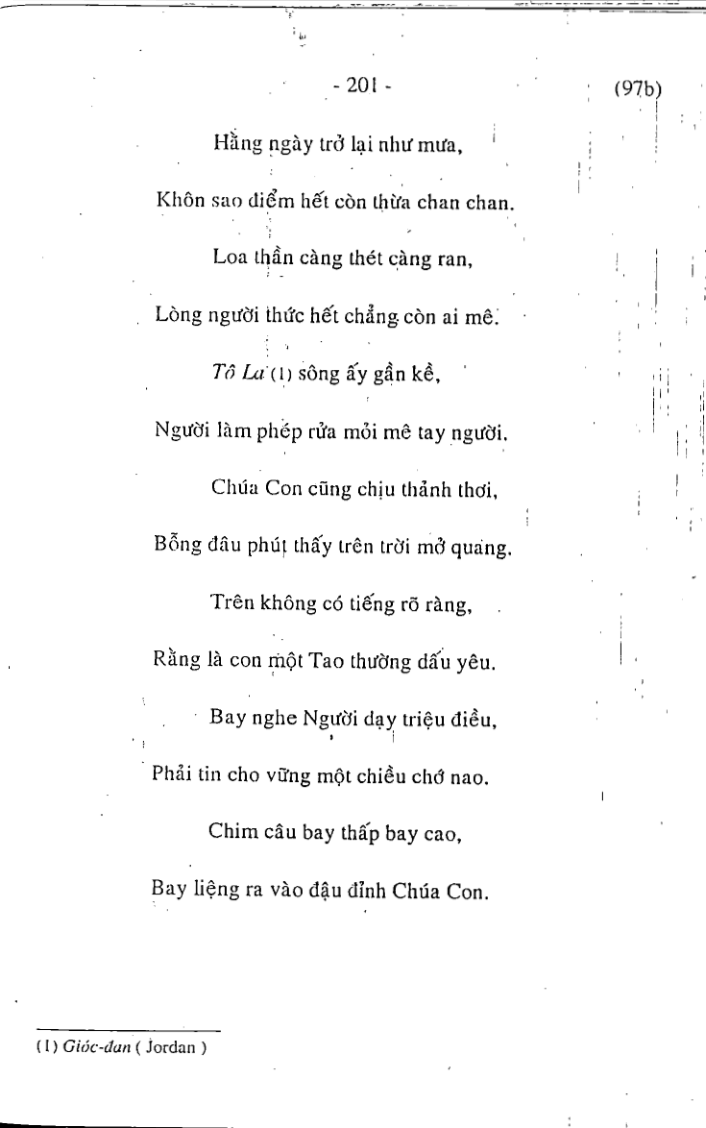 - 201 - (97b)
Hằng ngày trở lại như mưa,
Khôn sao điểm hết còn thừa chan chan.
Loa thần càng thét càng ran,
Lòng người thức hết chẳng còn ai mê.
Tô La (1) sông ấy gần kề,
Người làm phép rửa mỏi mê tay người.
Chúa Con cũng chịu thảnh thơi,
Bỗng đâu phút thấy trên trời mở quang.
Trên không có tiếng rõ ràng,
Rằng là con một Tao thường dấu yêu.
Bay nghe Người dạy triệu điều,
Phải tin cho vững một chiều chớ nao.
Chim câu bay thấp bay cao,
Bay liệng ra vào đậu đỉnh Chúa Con.
(1) Gióc-đan ( Jordan )